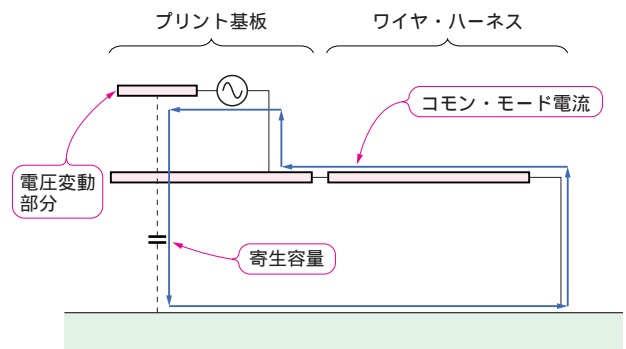 プリント基板
ワイヤ・ハーネス
コモン・モード電流
電圧変動
部分
寄生容量